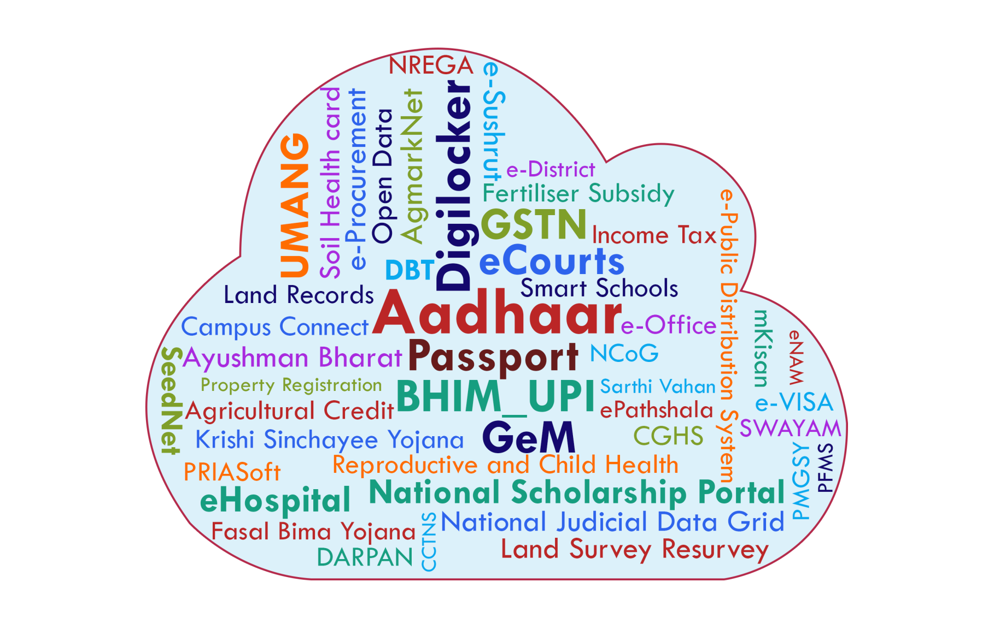 NREGA
e-Sushrut
Digilocker
AgmarkNet
Open Data
e-Procurement
Soil Health card
UMANG
e-District
Fertiliser Subsidy
GSTN
Income Tax
e-Public Distribution System
eCourts
DBT
Smart Schools
Land Records
Aadhaar
Campus Connect
e-Office
mKisan
eNAM
SeedNet
Ayushman Bharat
Passport
NCoG
Property Registration
BHIM_UPI
Sarthi Vahan
e-VISA
Agricultural Credit
ePathshala
SWAYAM
Krishi Sinchayee Yojana
GeM
CGHS
PMGSY
PFMS
PRIASoft
Reproductive and Child Health
eHospital
National Scholarship Portal
Fasal Bima Yojana
CCTNS
National Judicial Data Grid
DARPAN
Land Survey Resurvey